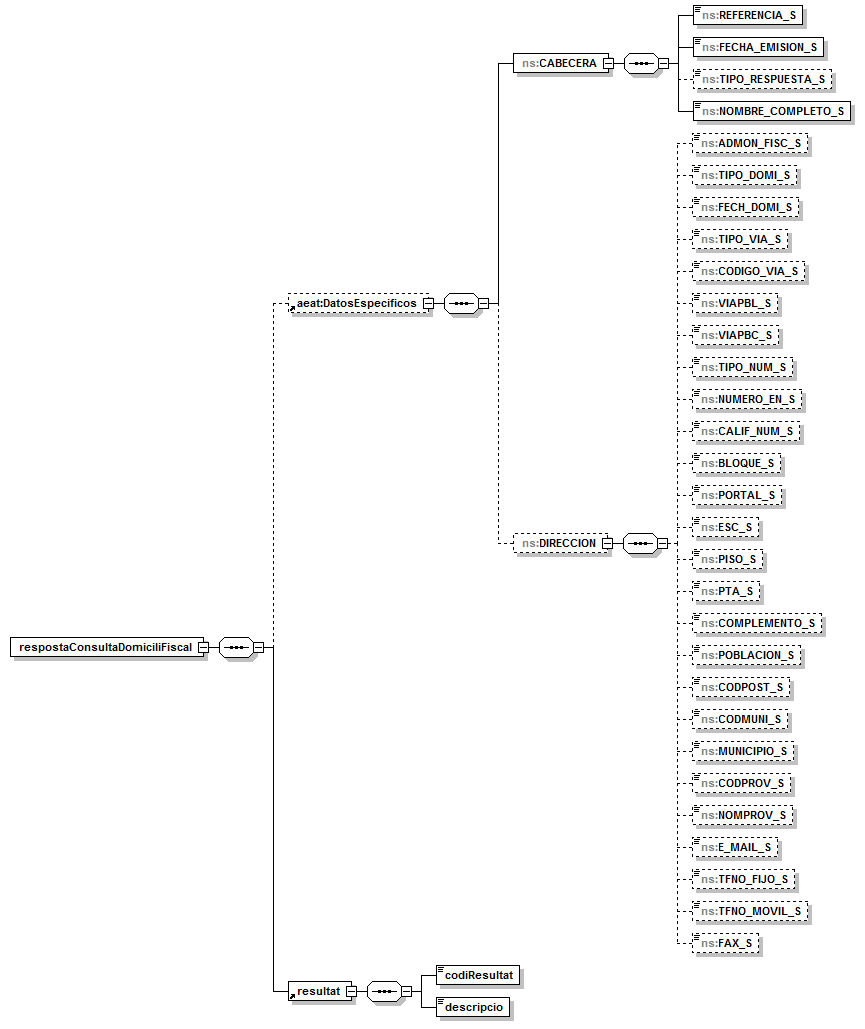 ns:REFERENCIA_S
ns:CABECERA
ns:FECHA_EMISION_S
ns:TIPO_RESPUESTA_S
ns:NOMBRE_COMPLETO_S
ns:ADMON_FISC_S
ns:TIPO_DOMI_S
ns:FECH_DOMI_S
ns:TIPO_VIA_S
ns:CODIGO_VIA_S
aeat:DatosEspecificos
ns:VIAPBL_S
ns:VIAPBC_S
ns:TIPO_NUM_S
ns:NUMERO_EN_S
ns:CALIF_NUM_S
ns:BLOQUE_S
ns:PORTAL_S
ns:ESC_S
ns:DIRECCION
ns:PISO_S
ns:PTA_S
ns:COMPLEMENTO_S
respostaConsultaDomiciliFiscal
ns:POBLACION_S
ns:CODPOST_S
ns:CODMUNI_S
ns:MUNICIPIO_S
ns:CODPROV_S
ns:NOMPROV_S
ns:E_MAIL_S
ns:TFNO_FIJO_S
ns:TFNO_MOVIL_S
ns:FAX_S
codiResultat
resultat
descripcio